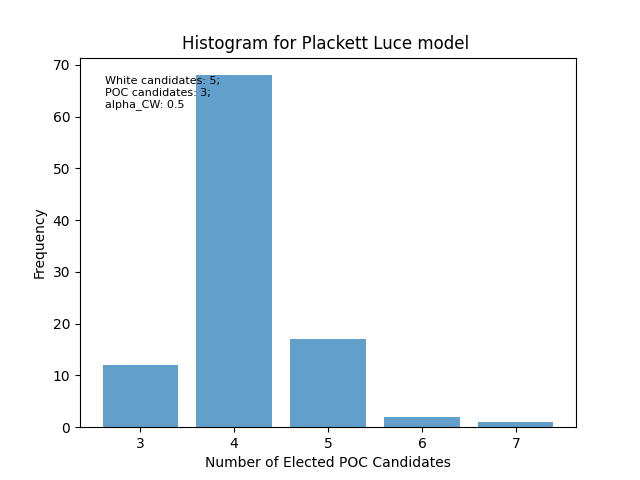 Histogram for Plackett Luce model
White candidates: 5;
POC candidates: 3;
alpha_CW: 0.5
70
60
50
40
30
20
10
0
Frequency
3 4 5 6 7
Number of Elected POC Candidates